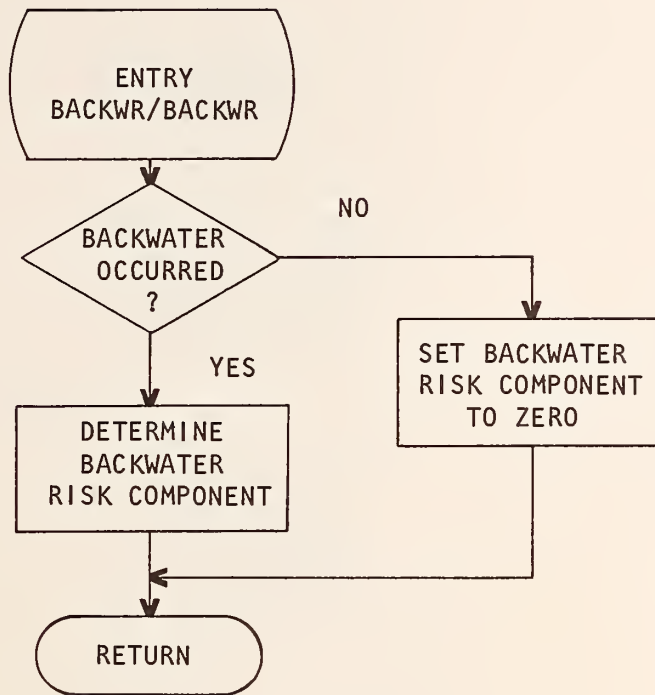 ENTRY
BACKWR/BACKWR
BACKWATER
OCCURRED
?
NO
YES
SET BACKWATER
RISK COMPONENT
TO ZERO
DETERMINE
BACKWATER
RISK COMPONENT
RETURN